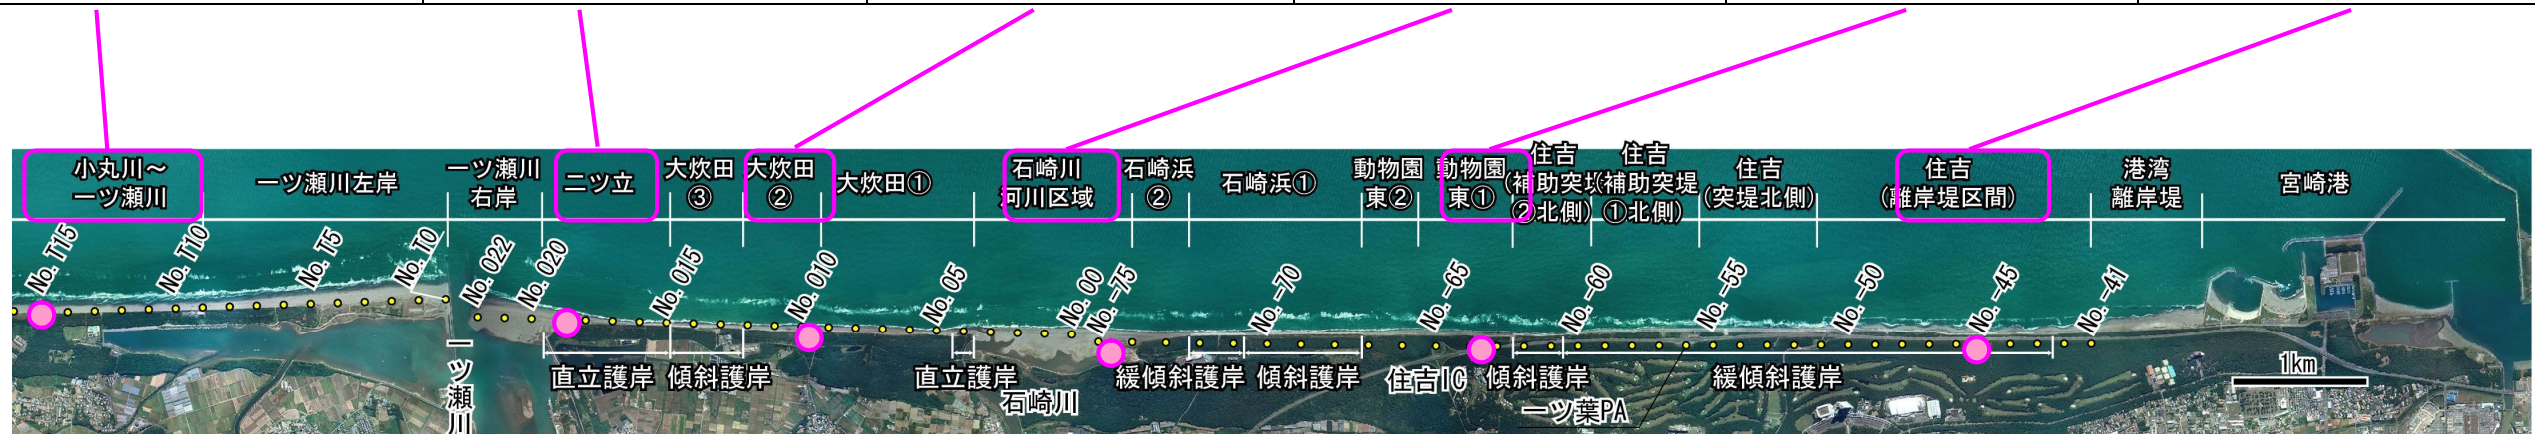 小丸川～
一ツ瀬川
一ツ瀬川左岸
一ツ瀬川
右岸
二ツ立
大炊田
③
大炊田
②
大炊田①
石崎川
河川区域
石崎浜
②
石崎浜①
動物園
東②
動物園
東①
住吉
(補助突堤
②北側)
住吉
(補助突堤
①北側)
住吉
(突堤北側)
住吉
(離岸堤区間)
港湾
離岸堤
宮崎港
No. T15
No. T10
No. T5
No. T0
No. 022
No. 020
No. 015
No. 010
No. 05
No. 00
No. -75
No. -70
No. -65
No. -60
No. -55
No. -50
No. -45
No. -41
直立護岸
傾斜護岸
直立護岸
緩傾斜護岸
傾斜護岸
住吉IC
傾斜護岸
緩傾斜護岸
1km
一ツ瀬川
石崎川
一ツ葉PA